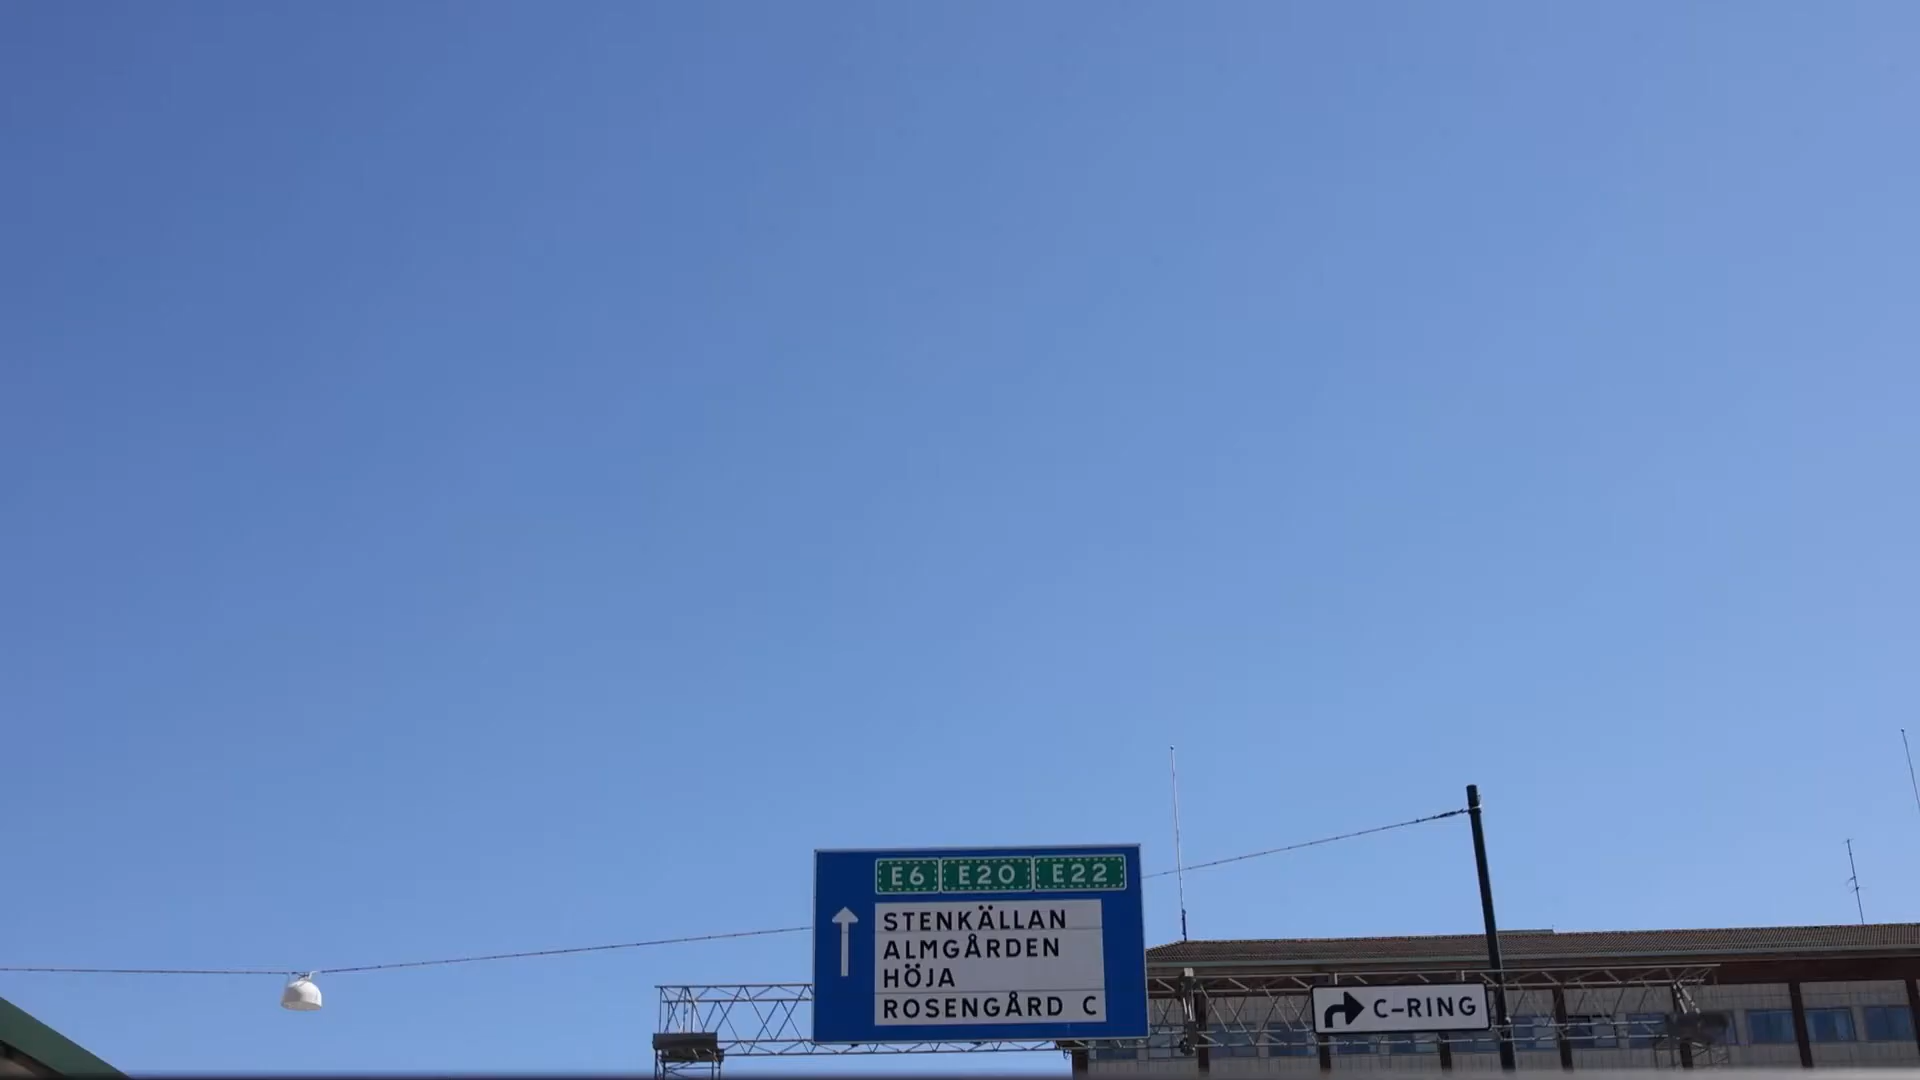 E6 E20 E22
STENKÄLLAN
ALMGÅRDEN
HÖJA
ROSENGÅRD C
C-RING